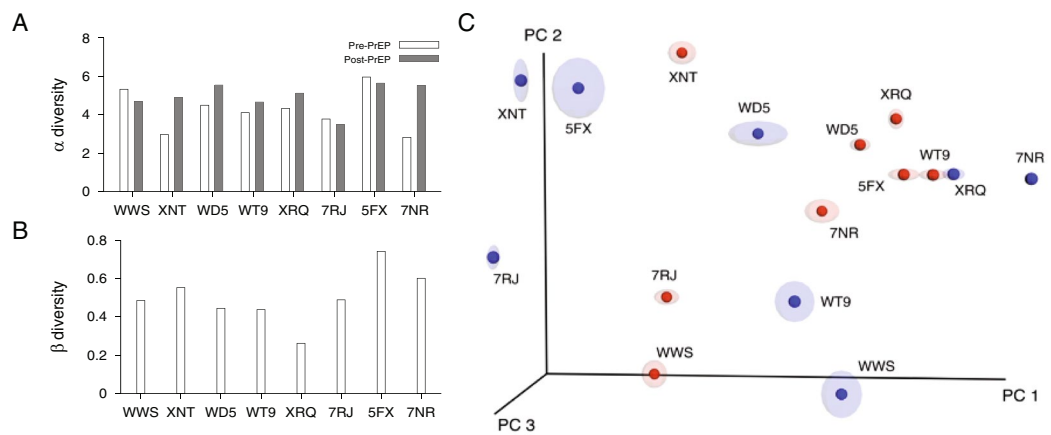 A
8
6
4
2
0
α diversity
Pre-PrEP
Post-PrEP
WWS XNT WD5 WT9 XRQ 7RJ 5FX 7NR
B
0.8
0.6
0.4
0.2
0
β diversity
WWS XNT WD5 WT9 XRQ 7RJ 5FX 7NR
C
PC 2
XNT
XNT
5FX
WD5
XRQ
WD5
WT9
7NR
5FX
XRQ
7NR
7RJ
7RJ
WT9
WWS
WWS
PC 1
PC 3